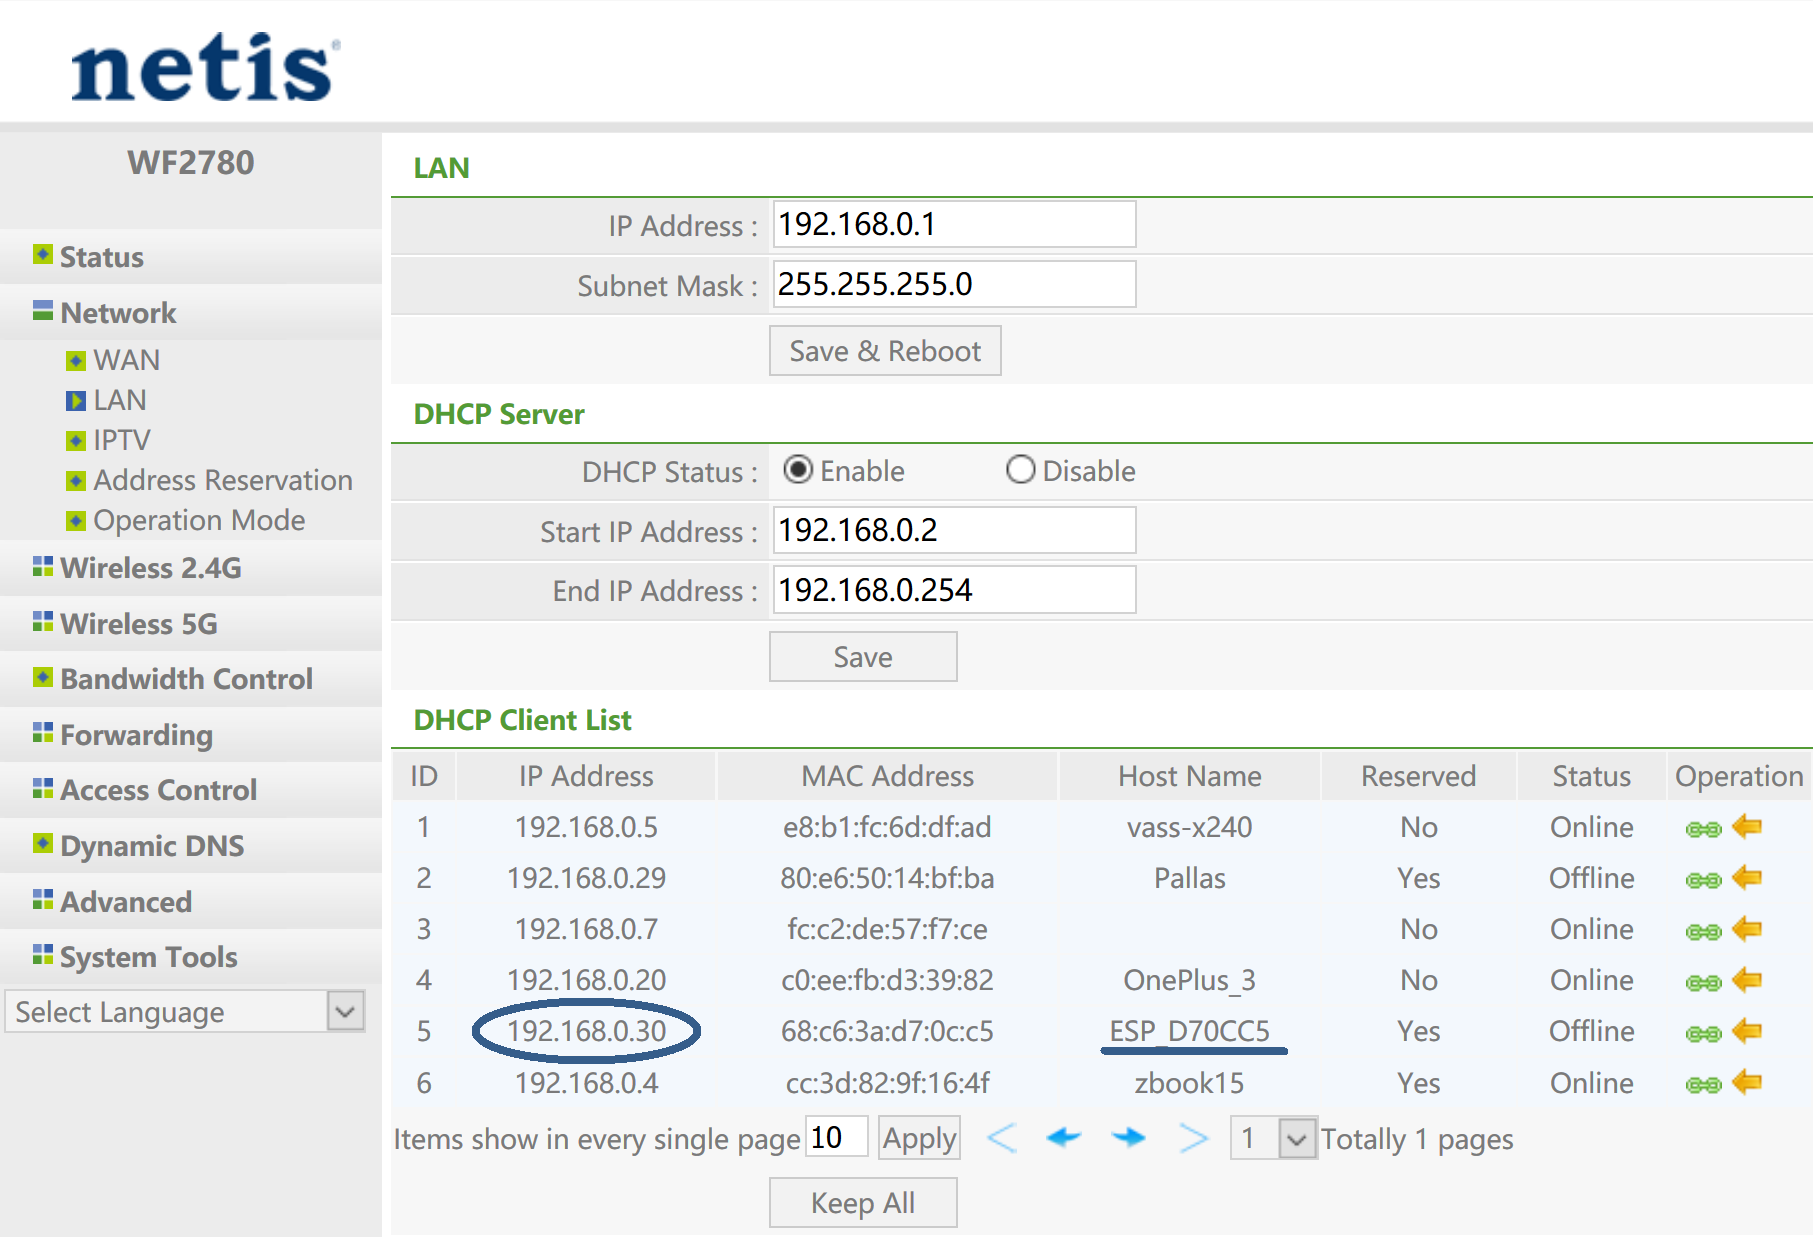 netis®
WF2780
Status
Network
WAN
LAN
IPTV
Address Reservation
Operation Mode
Wireless 2.4G
Wireless 5G
Bandwidth Control
Forwarding
Access Control
Dynamic DNS
Advanced
System Tools
Select Language
LAN
IP Address : 192.168.0.1
Subnet Mask : 255.255.255.0
Save & Reboot
DHCP Server
DHCP Status : Enable Disable
Start IP Address : 192.168.0.2
End IP Address : 192.168.0.254
Save
DHCP Client List
ID IP Address MAC Address Host Name Reserved Status Operation
1 192.168.0.5 e8:b1:fc:6d:df:ad vass-x240 No Online
2 192.168.0.29 80:e6:50:14:bf:ba Pallas Yes Offline
3 192.168.0.7 fc:c2:de:57:f7:ce No Online
4 192.168.0.20 c0:ee:fb:d3:39:82 OnePlus_3 No Online
5 192.168.0.30 68:c6:3a:d7:0c:c5 ESP_D70CC5 Yes Offline
6 192.168.0.4 cc:3d:82:9f:16:4f zbook15 Yes Online
Items show in every single page 10 Apply 1 Totally 1 pages
Keep All